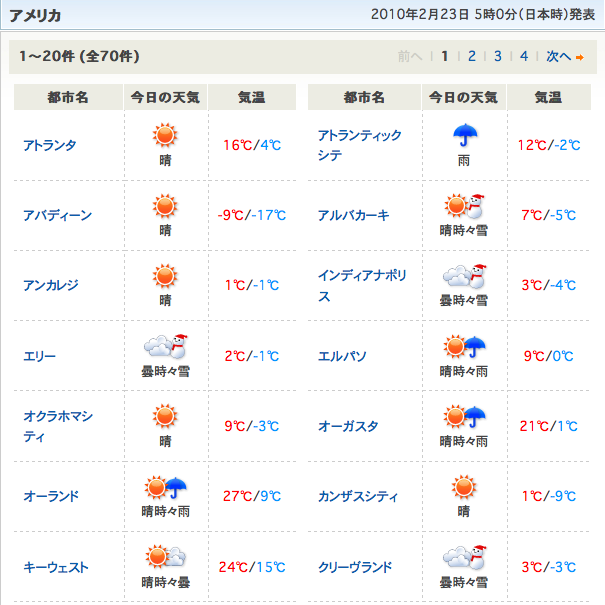 アメリカ
2010年2月23日 5時0分(日本時)発表
1〜20件 (全70件)
前へ | 1 | 2 | 3 | 4 | 次へ
都市名 今日の天気 気温 都市名 今日の天気 気温
アトランタ 晴 16℃/4℃
アトランティック
シテ
雨 12℃/-2℃
アバディーン 晴 -9℃/-17℃
アルバカーキ 晴時々雪 7℃/-5℃
アンカレジ 晴 1℃/-1℃
インディアナポリ
ス
曇時々雪 3℃/-4℃
エリー 曇時々雪 2℃/-1℃
エルパソ 晴時々雨 9℃/0℃
オクラホマシ
ティ
晴 9℃/-3℃
オーガスタ 晴時々雨 21℃/1℃
オーランド 晴時々雨 27℃/9℃
カンザスシティ 晴 1℃/-9℃
キーウェスト 晴時々曇 24℃/15℃
クリーヴランド 曇時々雪 3℃/-3℃